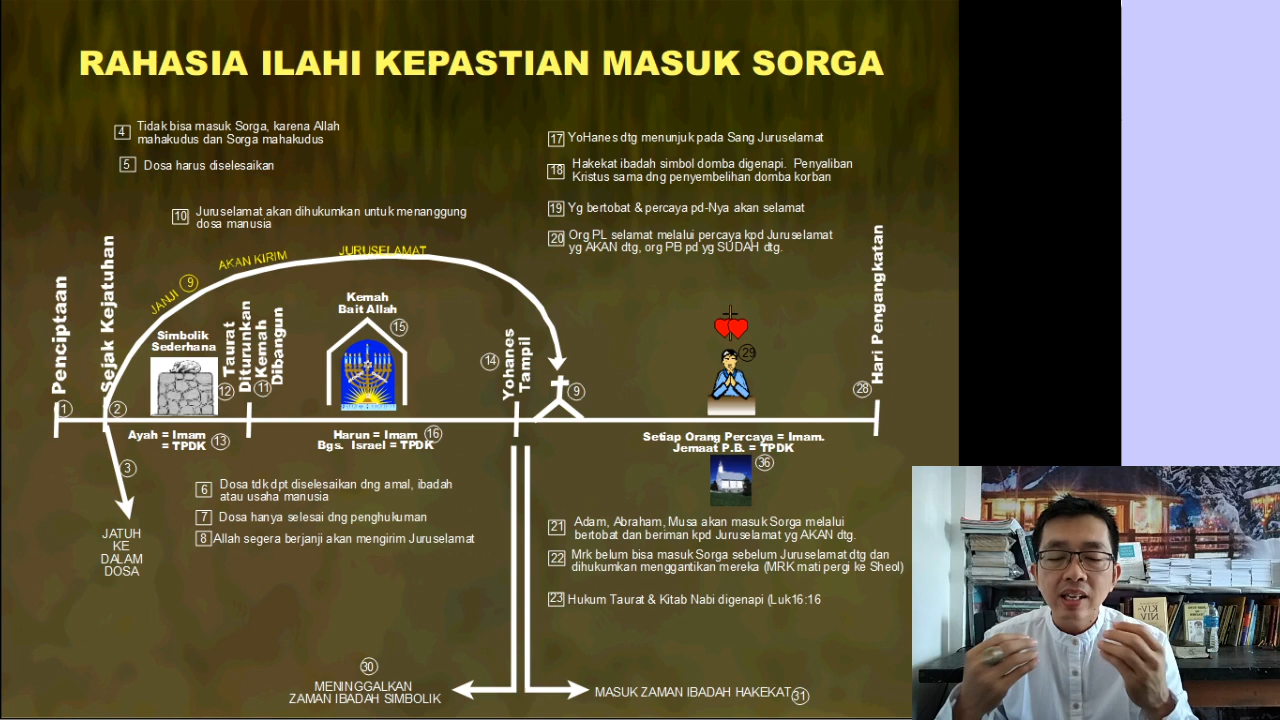 RAHASIA ILAHI KEPASTIAN MASUK SORGA
4 Tidak bisa masuk Sorga, karena Allah
mahakudus dan Sorga mahakudus
5 Dosa harus diselesaikan
10 Juruselamat akan dihukumkan untuk menanggung
dosa manusia
17 YoHanes dtg menunjuk pada Sang Juruselamat
18 Hakekat ibadah simbol domba digenapi. Penyaliban
Kristus sama dng penyembelihan domba korban
19 Yg bertobat & percaya pd-Nya akan selamat
20 Org PL selamat melalui percaya kpd Juruselamat
yg AKAN dtg, org PB pd yg SUDAH dtg.
JANJI 9 AKAN KIRIM JURUSELAMAT
Penciptaan
1
Sejak Kejatuhan
2
Simbolik
Sederhana
12
Taurat
Diturunkan
Kemah
Dibangun
11
Kemah
Bait Allah
15
14
Yohanes
Tampil
9
29
28
Hari Pengangkatan
Ayah = Imam
= TPDK
13
Harun = Imam 16
Bgs. Israel = TPDK
Setiap Orang Percaya = Imam.
Jemaat P.B. = TPDK
36
3
JATUH
KE
DALAM
DOSA
6 Dosa tdk dpt diselesaikan dng amal, ibadah
atau usaha manusia
7 Dosa hanya selesai dng penghukuman
8 Allah segera berjanji akan mengirim Juruselamat
21 Adam, Abraham, Musa akan masuk Sorga melalui
bertobat dan beriman kpd Juruselamat yg AKAN dtg.
22 Mrk belum bisa masuk Sorga sebelum Juruselamat dtg dan
dihukumkan menggantikan mereka (MRK mati pergi ke Sheol)
23 Hukum Taurat & Kitab Nabi digenapi (Luk16:16
30
MENINGGALKAN
ZAMAN IBADAH SIMBOLIK
MASUK ZAMAN IBADAH HAKEKAT 31
KIV-
NIV